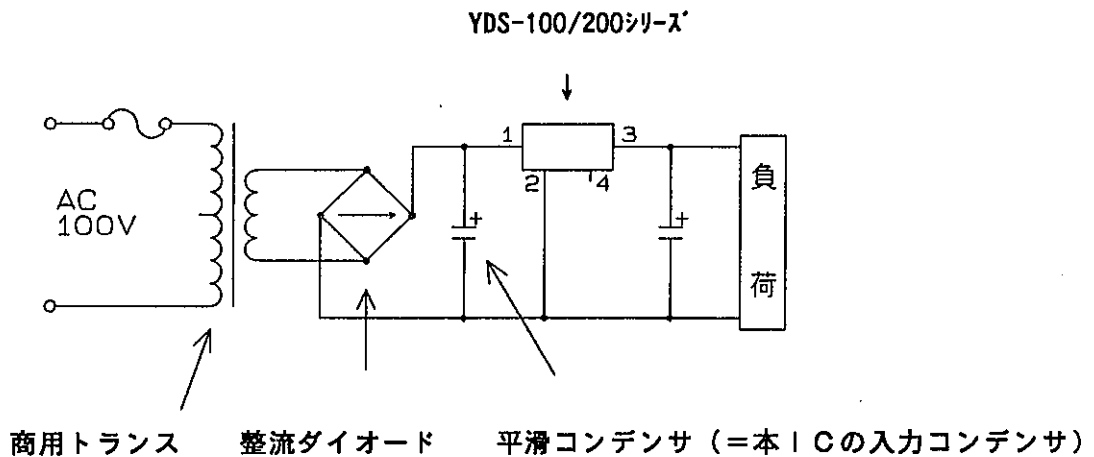 YDS-100/200ｼﾘｰｽﾞ
↓
1 3
2 4
AC
100V
負
荷
+ +
商用トランス 整流ダイオード 平滑コンデンサ（＝本ＩＣの入力コンデンサ）